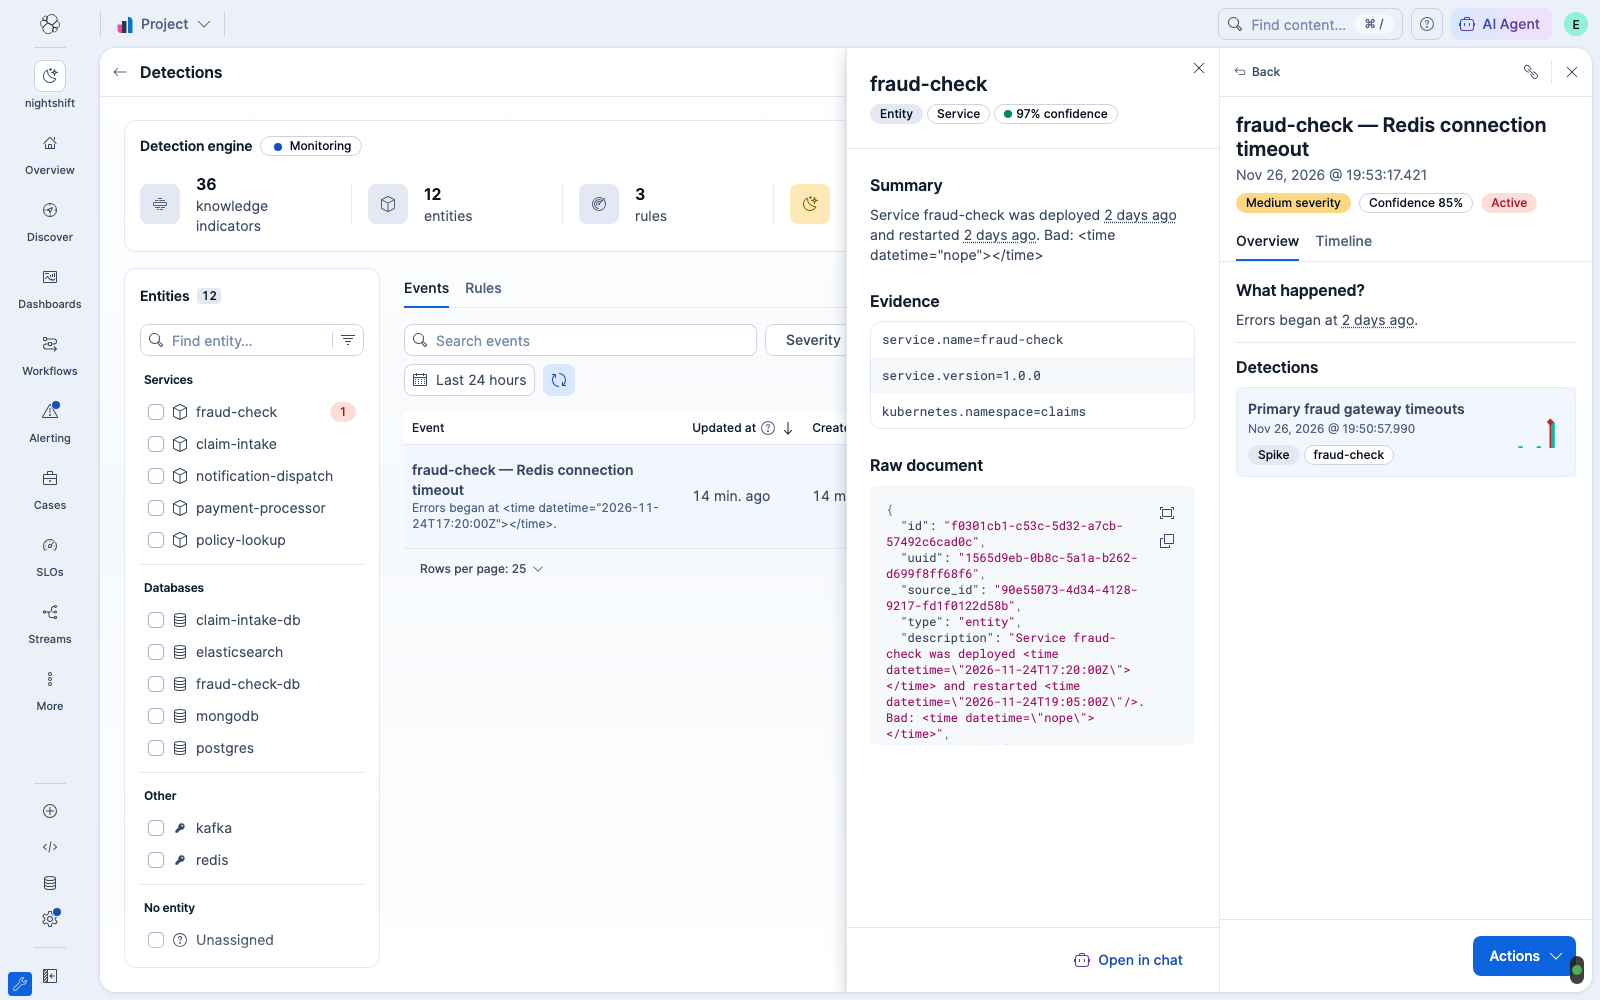 Project
Find content...
⌘ /
AI Agent
E
nightshift
Overview
Discover
Dashboards
Workflows
Alerting
Cases
SLOs
Streams
More
Detections
Detection engine
Monitoring
36
knowledge
indicators
12
entities
3
rules
Entities 12
Find entity...
Services
fraud-check
1
claim-intake
notification-dispatch
payment-processor
policy-lookup
Databases
claim-intake-db
elasticsearch
fraud-check-db
mongodb
postgres
Other
kafka
redis
No entity
Unassigned
Events
Rules
Search events
Severity
Last 24 hours
Event
Updated at
Create
fraud-check — Redis connection
timeout
Errors began at <time datetime="2026-11-
24T17:20:00Z"></time>.
14 min. ago
14 m
Rows per page: 25
fraud-check
Entity
Service
97% confidence
Summary
Service fraud-check was deployed 2 days ago
and restarted 2 days ago. Bad: <time
datetime="nope"></time>
Evidence
service.name=fraud-check
service.version=1.0.0
kubernetes.namespace=claims
Raw document
{
"id": "f0301cb1-c53c-5d32-a7cb-
57492c6cad0c",
"uuid": "1565d9eb-0b8c-5a1a-b262-
d699f8ff68f6",
"source_id": "90e55073-4d34-4128-
9217-fd1f0122d58b",
"type": "entity",
"description": "Service fraud-
check was deployed <time
datetime=\"2026-11-24T17:20:00Z\">
</time> and restarted <time
datetime=\"2026-11-24T19:05:00Z\"/>.
Bad: <time datetime=\"nope\">
</time>",
Open in chat
Back
fraud-check — Redis connection
timeout
Nov 26, 2026 @ 19:53:17.421
Medium severity
Confidence 85%
Active
Overview
Timeline
What happened?
Errors began at 2 days ago.
Detections
Primary fraud gateway timeouts
Nov 26, 2026 @ 19:50:57.990
Spike
fraud-check
Actions